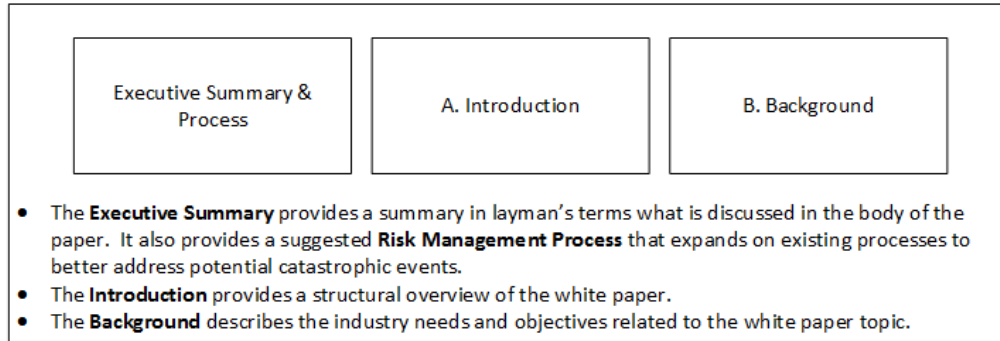 Executive Summary &
Process
A. Introduction
B. Background
• The Executive Summary provides a summary in layman's terms what is discussed in the body of the
paper. It also provides a suggested Risk Management Process that expands on existing processes to
better address potential catastrophic events.
• The Introduction provides a structural overview of the white paper.
• The Background describes the industry needs and objectives related to the white paper topic.